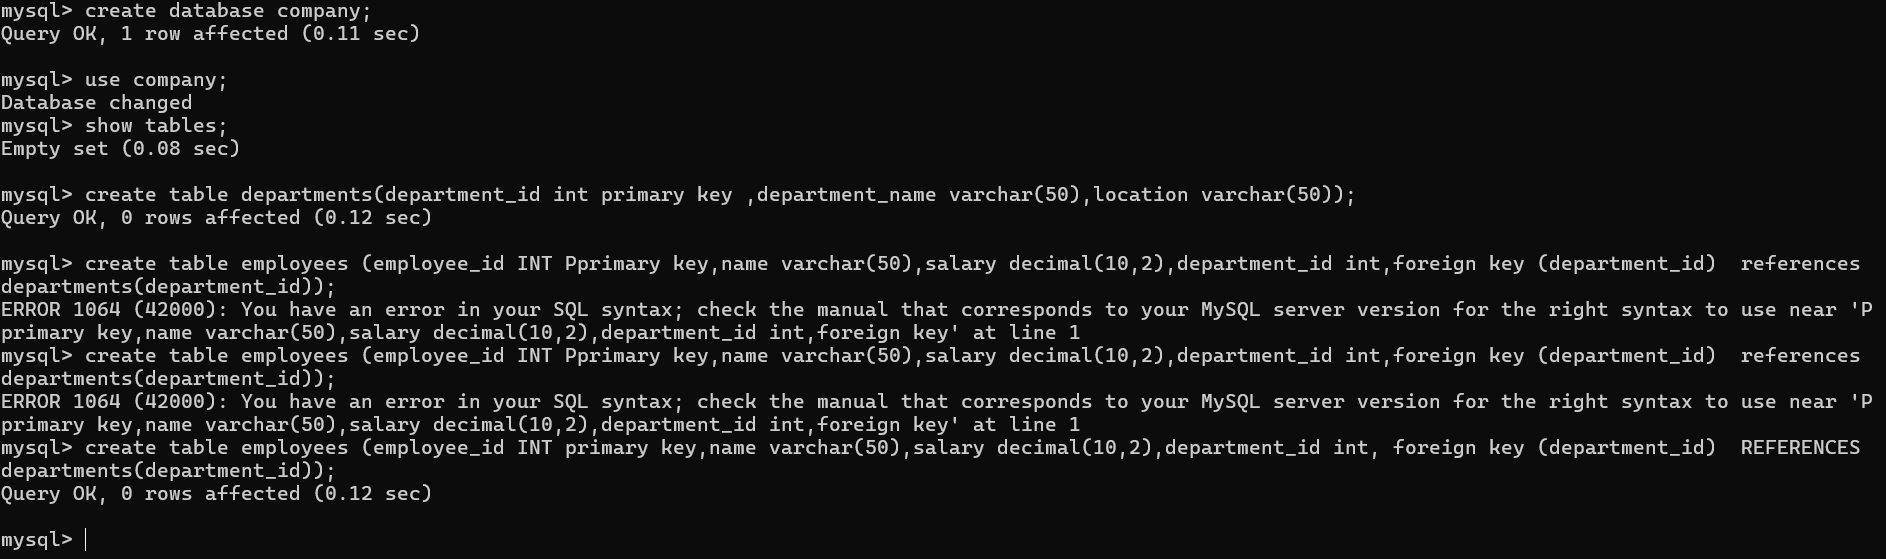 mysql> create database company;
Query OK, 1 row affected (0.11 sec)
mysql> use company;
Database changed
mysql> show tables;
Empty set (0.08 sec)
mysql> create table departments(department_id int primary key ,department_name varchar(50),location varchar(50));
Query OK, 0 rows affected (0.12 sec)
mysql> create table employees (employee_id INT Pprimary key,name varchar(50),salary decimal(10,2),department_id int,foreign key (department_id)  references
departments(department_id));
ERROR 1064 (42000): You have an error in your SQL syntax; check the manual that corresponds to your MySQL server version for the right syntax to use near 'P
primary key,name varchar(50),salary decimal(10,2),department_id int,foreign key' at line 1
mysql> create table employees (employee_id INT Pprimary key,name varchar(50),salary decimal(10,2),department_id int,foreign key (department_id)  references
departments(department_id));
ERROR 1064 (42000): You have an error in your SQL syntax; check the manual that corresponds to your MySQL server version for the right syntax to use near 'P
primary key,name varchar(50),salary decimal(10,2),department_id int,foreign key' at line 1
mysql> create table employees (employee_id INT primary key,name varchar(50),salary decimal(10,2),department_id int, foreign key (department_id)  REFERENCES
departments(department_id));
Query OK, 0 rows affected (0.12 sec)
mysql>